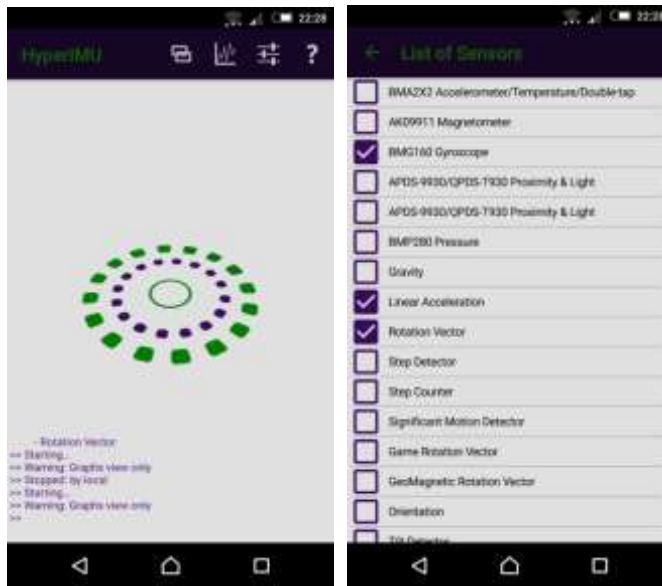 22:28
HyperIMU
?
- Rotation Vector
>> Starting...
>> Warning: Graphs view only
>> Stopped: by local
>> Starting...
>> Warning: Graphs view only
>>
22:28
List of Sensors
BMA2X2 Accelerometer/Temperature/Double-tap
AK09911 Magnetometer
BMG160 Gyroscope
APDS-9930/QPDS-T930 Proximity & Light
APDS-9930/QPDS-T930 Proximity & Light
BMP280 Pressure
Gravity
Linear Acceleration
Rotation Vector
Step Detector
Step Counter
Significant Motion Detector
Game Rotation Vector
GeoMagnetic Rotation Vector
Orientation
Tilt Detector